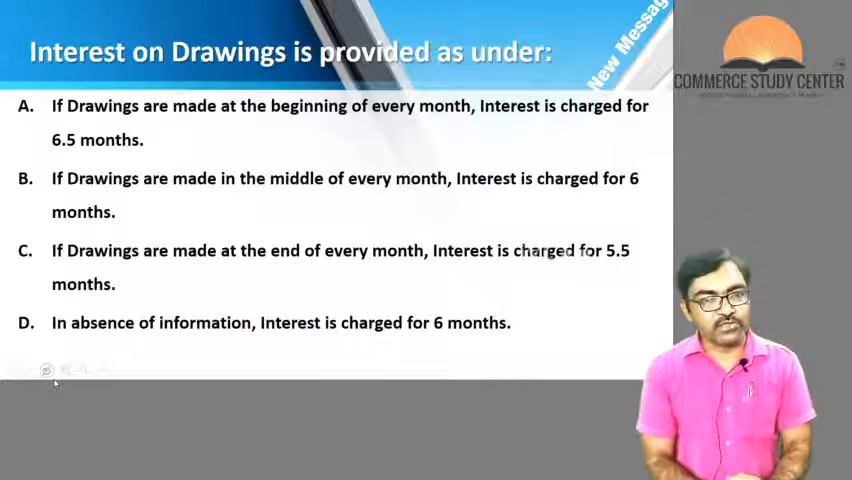 Interest on Drawings is provided as under:
New Messag
COMMERCE STUDY CENTER
A. If Drawings are made at the beginning of every month, Interest is charged for
6.5 months.
B. If Drawings are made in the middle of every month, Interest is charged for 6
months.
C. If Drawings are made at the end of every month, Interest is charged for 5.5
months.
D. In absence of information, Interest is charged for 6 months.